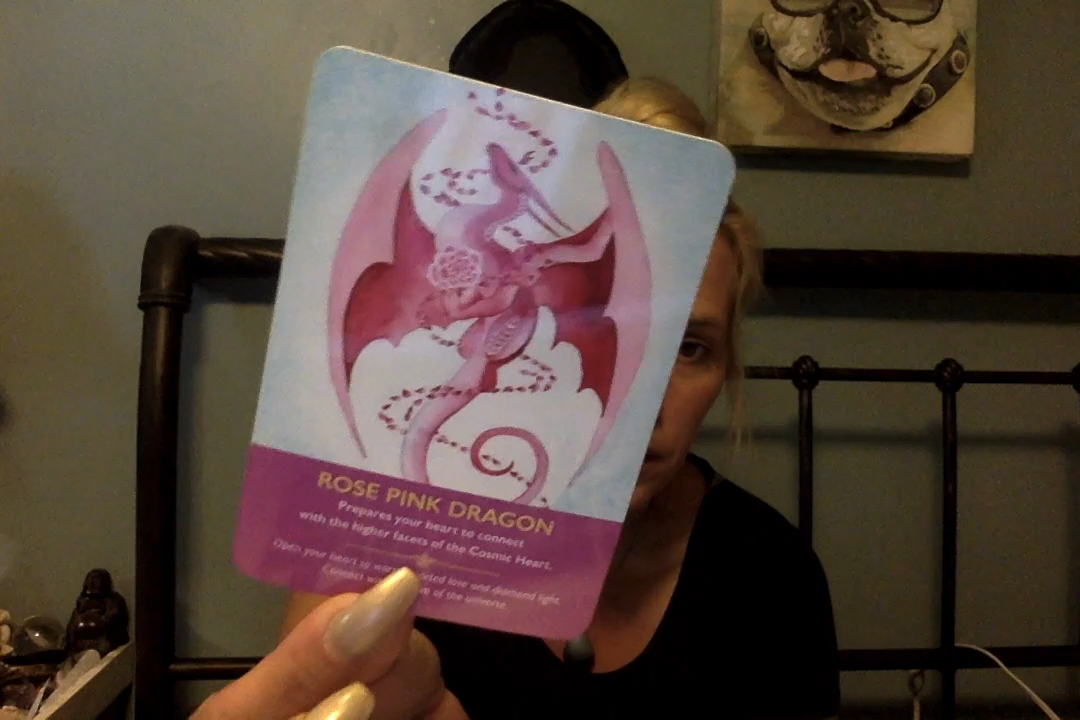 ROSE PINK DRAGON
Prepares your heart to connect
with the higher facets of the Cosmic Heart.
Open your heart to love and diamond light.
Connect of the universe.